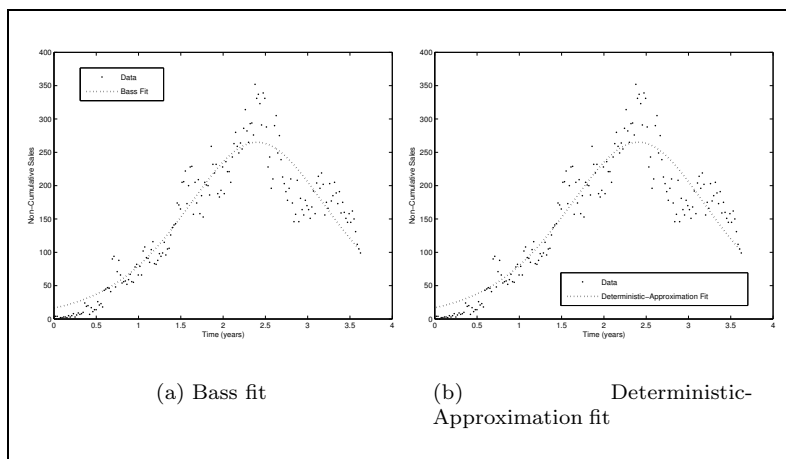 400
350
300
250
200
150
100
50
0
Non-Cumulative Sales
Data
Bass Fit
0 0.5 1 1.5 2 2.5 3 3.5 4
Time (years)
(a) Bass fit
400
350
300
250
200
150
100
50
0
Non-Cumulative Sales
Data
Deterministic-Approximation Fit
0 0.5 1 1.5 2 2.5 3 3.5 4
Time (years)
(b) Deterministic-
Approximation fit